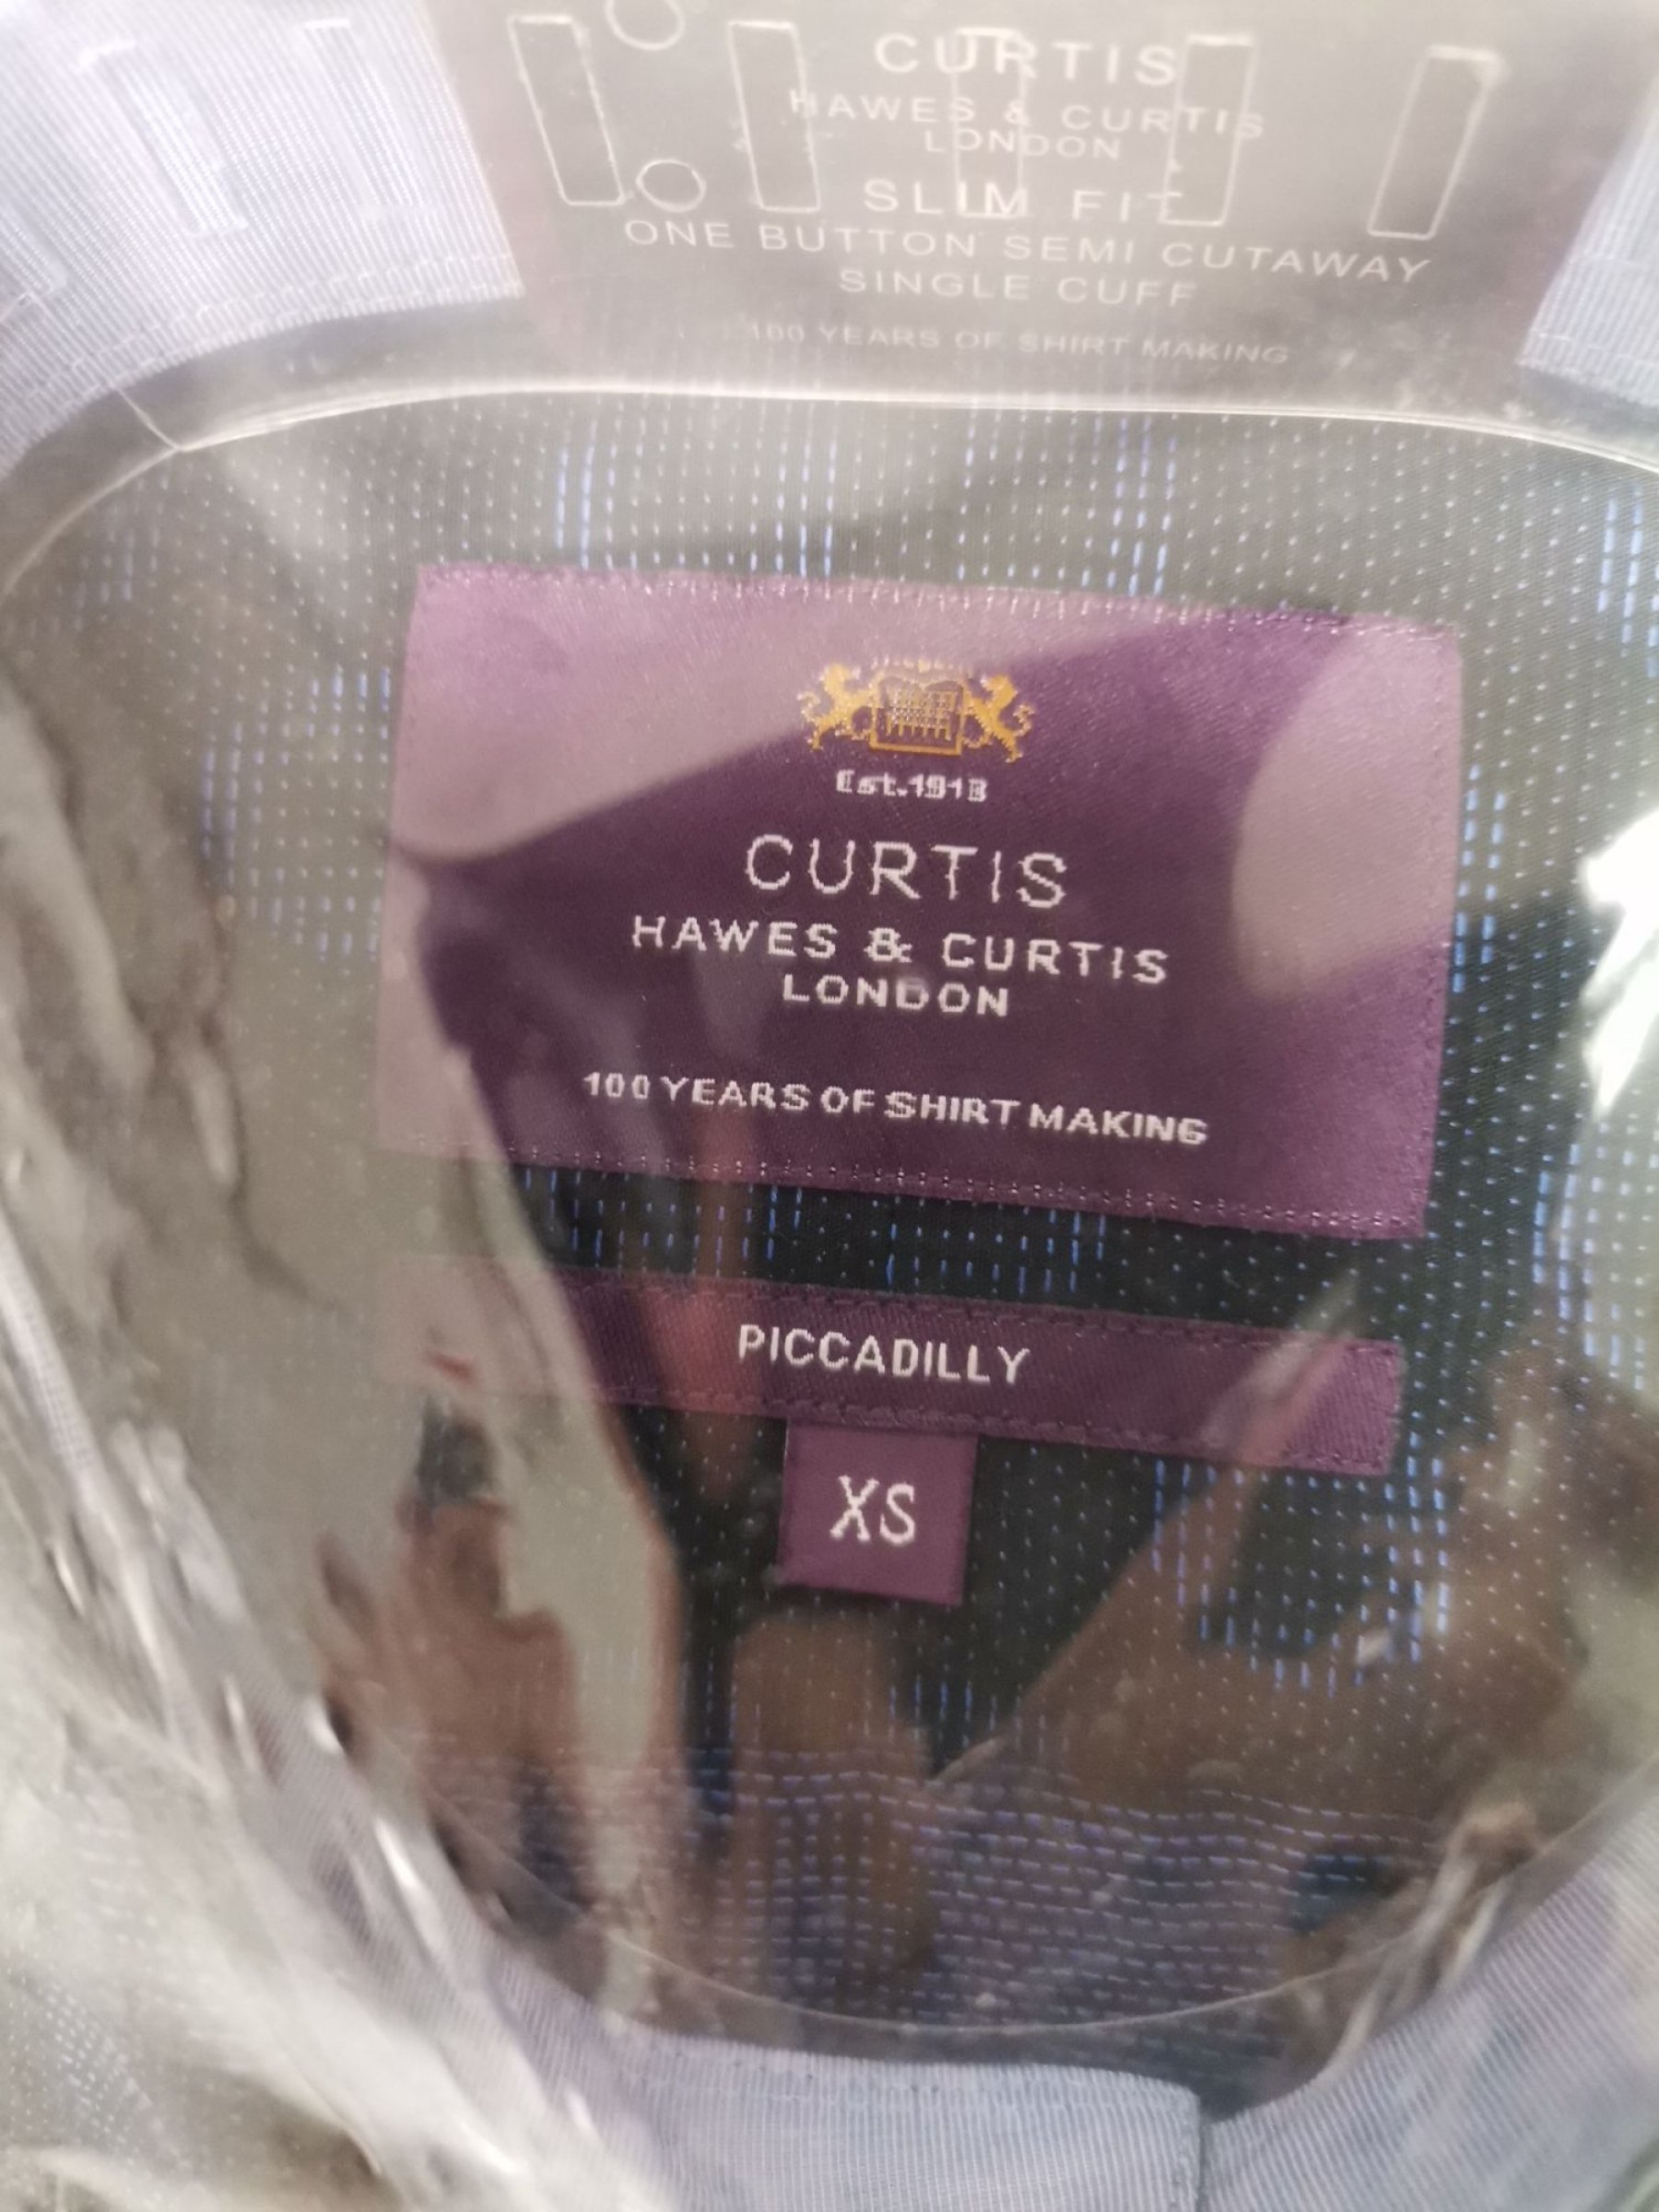 CURTIS
HAWES & CURTIS
LONDON
SLIM FIT
ONE BUTTON SEMI CUTAWAY
SINGLE CUFF
100 YEARS OF SHIRT MAKING
Est.1913
CURTIS
HAWES & CURTIS
LONDON
100 YEARS OF SHIRT MAKING
PICCADILLY
XS